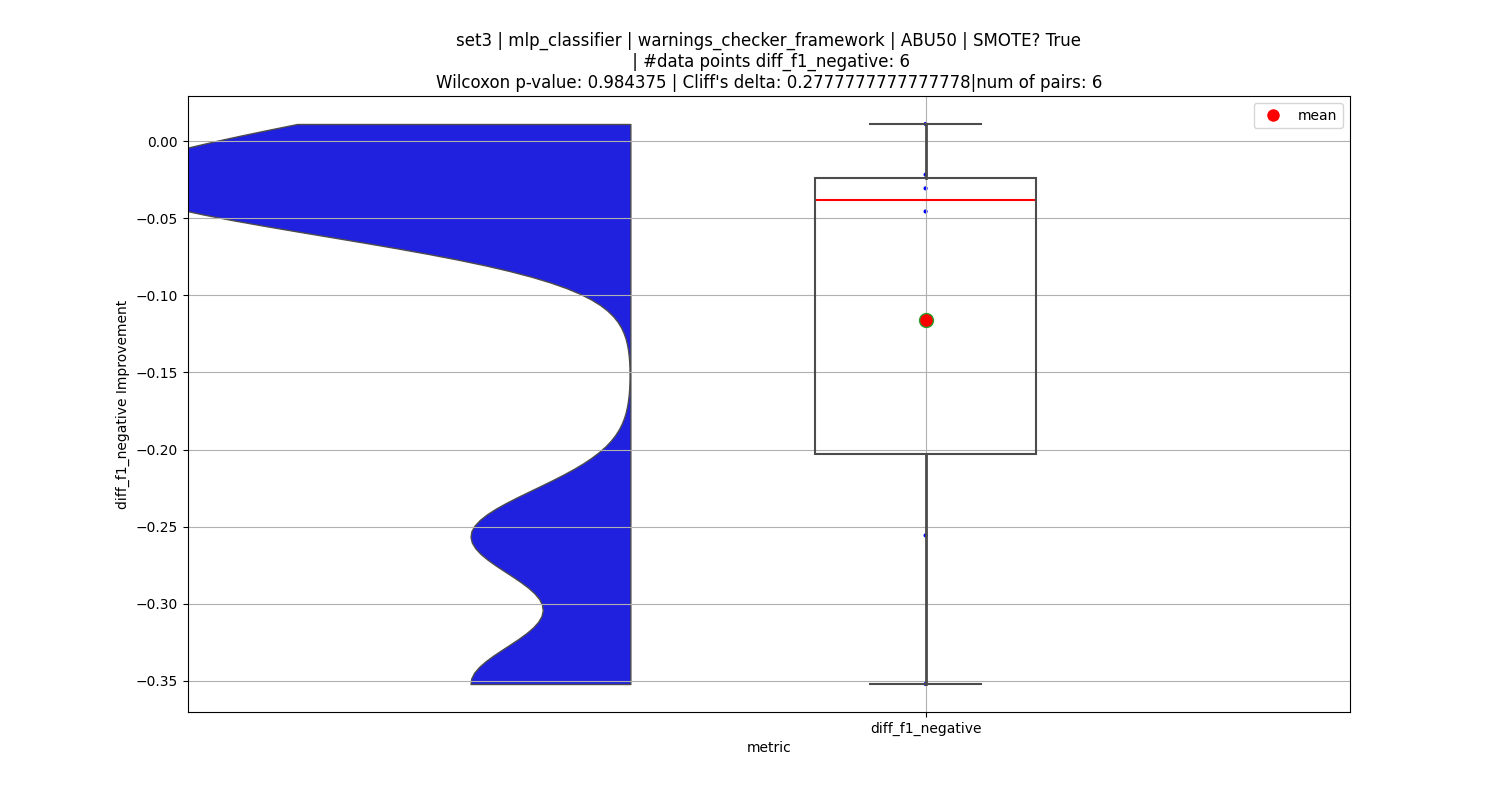 set3 | mlp_classifier | warnings_checker_framework | ABU50 | SMOTE? True
| #data points diff_f1_negative: 6
Wilcoxon p-value: 0.984375 | Cliff's delta: 0.2777777777777778|num of pairs: 6
mean
0.00
−0.05
−0.10
−0.15
−0.20
−0.25
−0.30
−0.35
diff_f1_negative Improvement
diff_f1_negative
metric